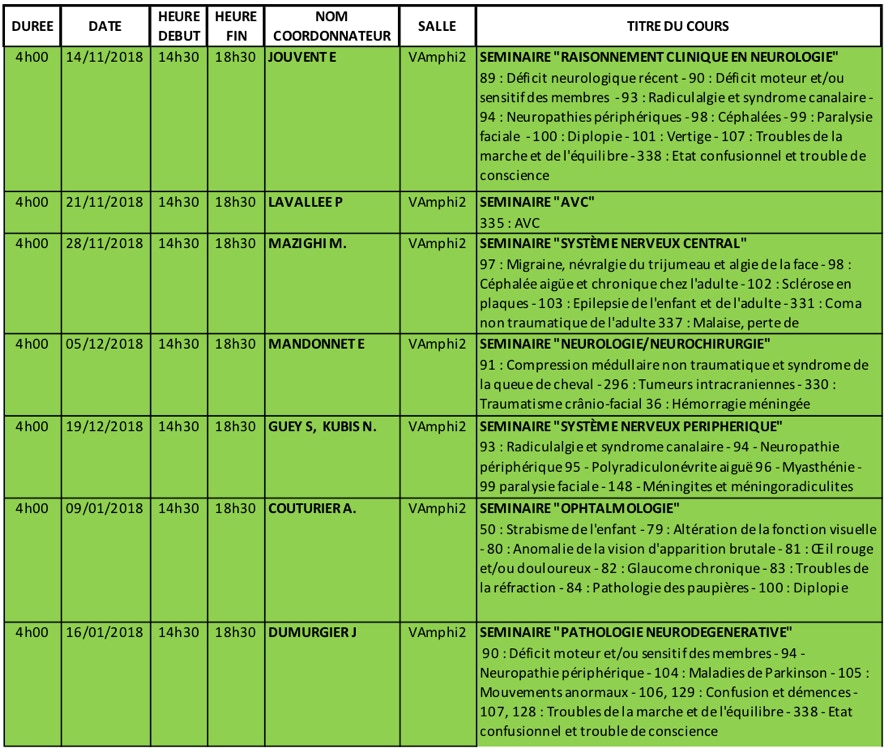 DUREE DATE HEURE DEBUT HEURE FIN NOM COORDONNATEUR SALLE TITRE DU COURS
4h00 14/11/2018 14h30 18h30 JOUVENT E VAmphi2 SEMINAIRE "RAISONNEMENT CLINIQUE EN NEUROLOGIE"
89 : Déficit neurologique récent - 90 : Déficit moteur et/ou
sensitif des membres - 93 : Radiculalgie et syndrome canalaire -
94 : Neuropathies périphériques - 98 : Céphalées - 99 : Paralysie
faciale - 100 : Diplopie - 101 : Vertige - 107 : Troubles de la
marche et de l'équilibre - 338 : Etat confusionnel et trouble de
conscience
4h00 21/11/2018 14h30 18h30 LAVALLEE P VAmphi2 SEMINAIRE "AVC"
335 : AVC
4h00 28/11/2018 14h30 18h30 MAZIGHI M. VAmphi2 SEMINAIRE "SYSTÈME NERVEUX CENTRAL"
97 : Migraine, névralgie du trijumeau et algie de la face - 98 :
Céphalée aigüe et chronique chez l'adulte - 102 : Sclérose en
plaques - 103 : Epilepsie de l'enfant et de l'adulte - 331 : Coma
non traumatique de l'adulte 337 : Malaise, perte de
4h00 05/12/2018 14h30 18h30 MANDONNET E VAmphi2 SEMINAIRE "NEUROLOGIE/NEUROCHIRURGIE"
91 : Compression médullaire non traumatique et syndrome de
la queue de cheval - 296 : Tumeurs intracraniennes - 330 :
Traumatisme crânio-facial 36 : Hémorragie méningée
4h00 19/12/2018 14h30 18h30 GUEY S, KUBIS N. VAmphi2 SEMINAIRE "SYSTÈME NERVEUX PERIPHERIQUE"
93 : Radiculalgie et syndrome canalaire - 94 - Neuropathie
périphérique 95 - Polyradiculonévrite aiguë 96 - Myasthénie -
99 paralysie faciale - 148 - Méningites et méningoradiculites
4h00 09/01/2018 14h30 18h30 COUTURIER A. VAmphi2 SEMINAIRE "OPHTALMOLOGIE"
50 : Strabisme de l'enfant - 79 : Altération de la fonction visuelle
- 80 : Anomalie de la vision d'apparition brutale - 81 : Œil rouge
et/ou douloureux - 82 : Glaucome chronique - 83 : Troubles de
la réfraction - 84 : Pathologie des paupières - 100 : Diplopie
4h00 16/01/2018 14h30 18h30 DUMURGIER J VAmphi2 SEMINAIRE "PATHOLOGIE NEURODEGENERATIVE"
90 : Déficit moteur et/ou sensitif des membres - 94 -
Neuropathie périphérique - 104 : Maladies de Parkinson - 105 :
Mouvements anormaux - 106, 129 : Confusion et démences -
107, 128 : Troubles de la marche et de l'équilibre - 338 - Etat
confusionnel et trouble de conscience